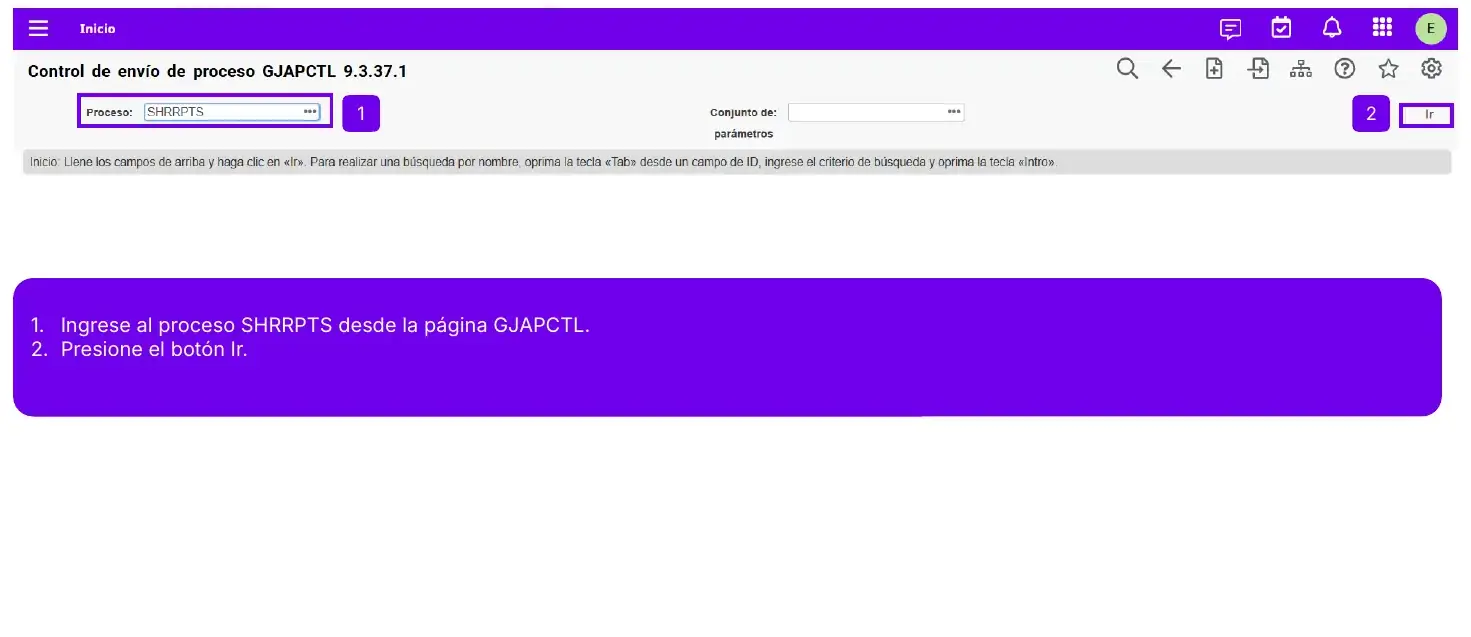 Inicio
E
Control de envío de proceso GJAPCTL 9.3.37.1
Proceso: SHRRPTS ••• 1 Conjunto de: ••• 2 Ir
parámetros
Inicio: Llene los campos de arriba y haga clic en «Ir». Para realizar una búsqueda por nombre, oprima la tecla «Tab» desde un campo de ID, ingrese el criterio de búsqueda y oprima la tecla «Intro».
1. Ingrese al proceso SHRRPTS desde la página GJAPCTL.
2. Presione el botón Ir.